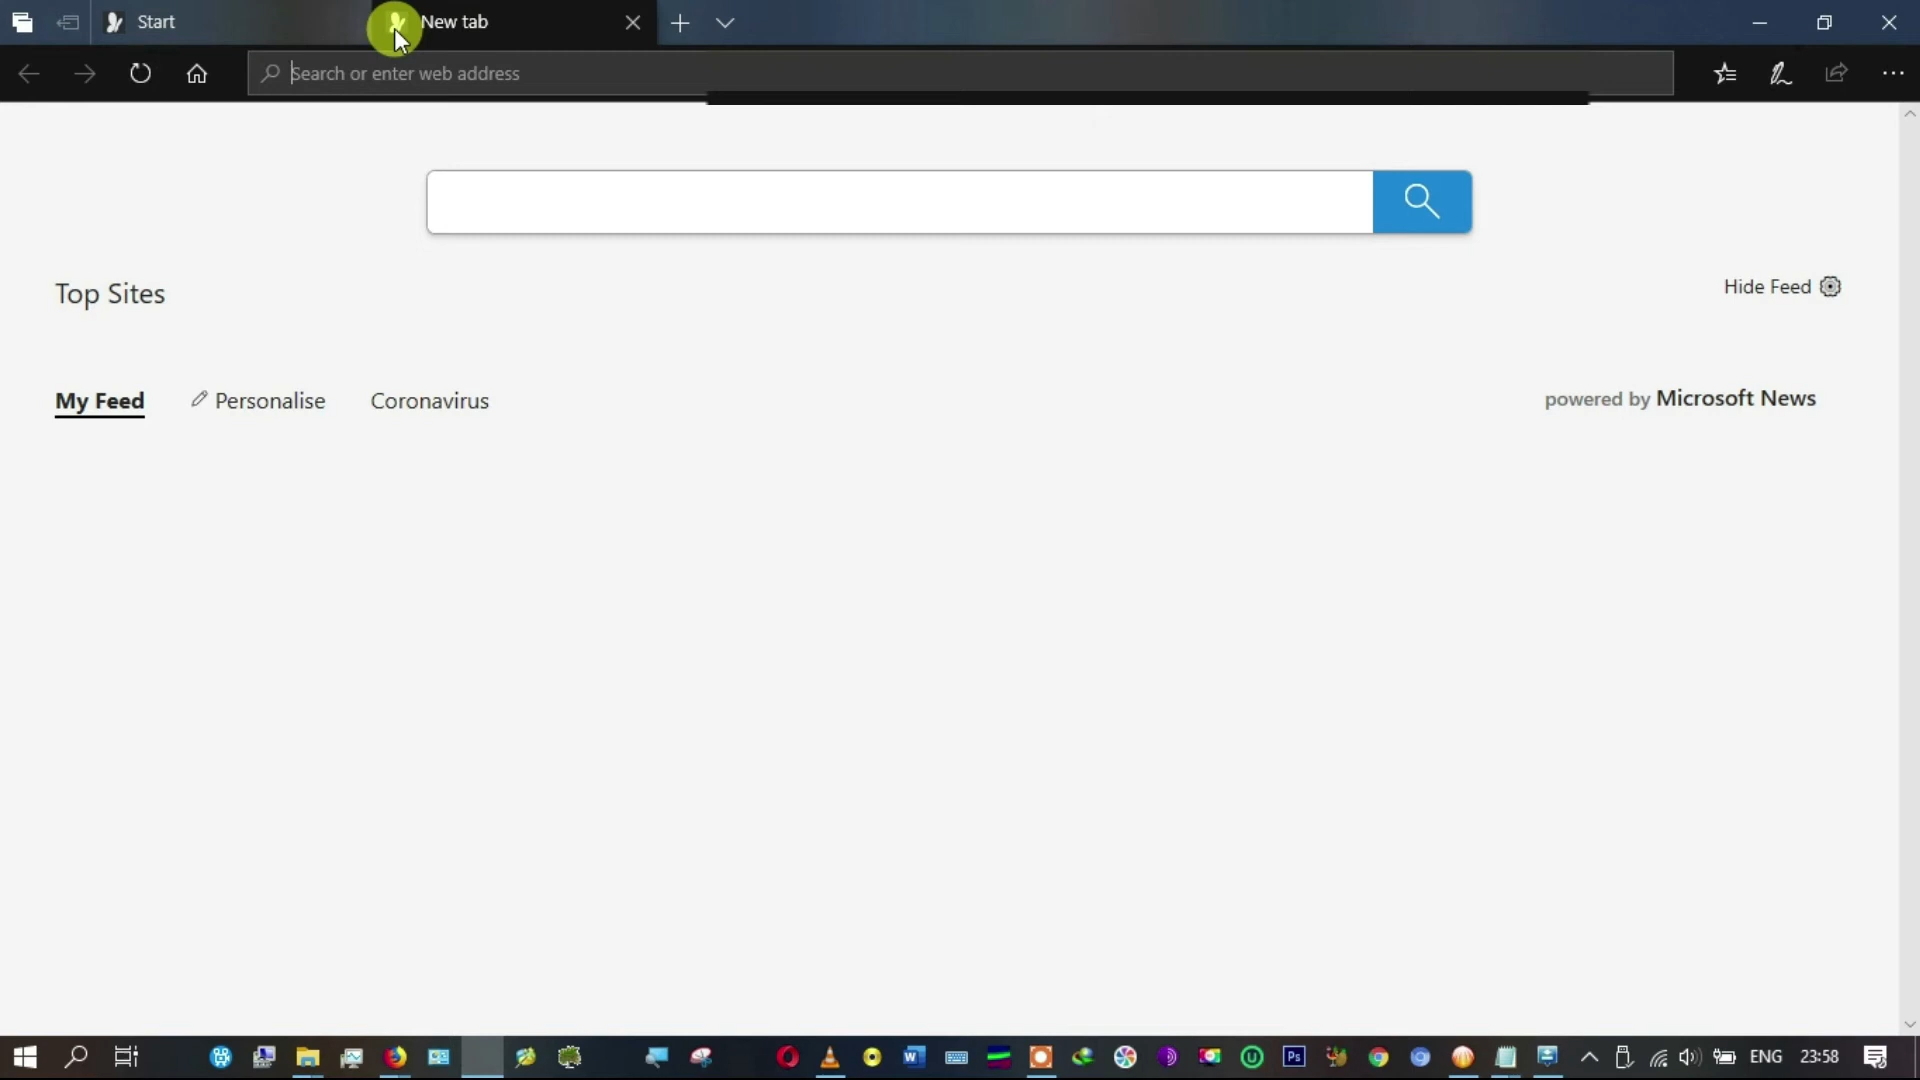 Start
New tab
Search or enter web address
Top Sites
Hide Feed
My Feed
Personalise
Coronavirus
powered by Microsoft News
W
U
Ps
ENG
23:58